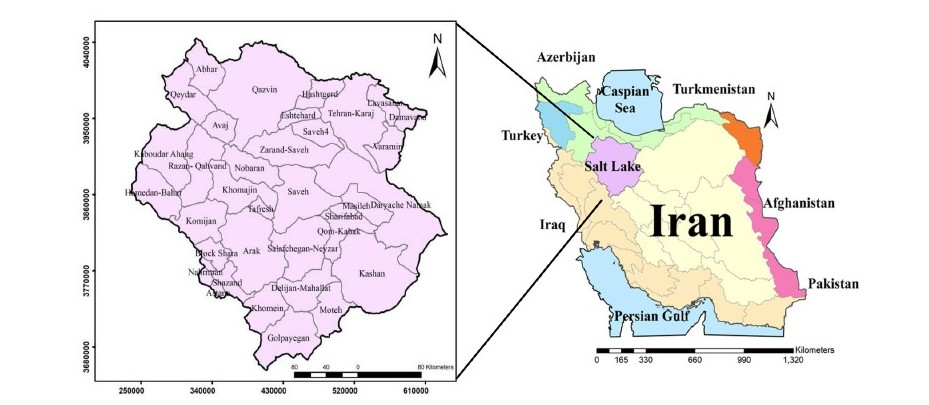 4040000
3950000
3860000
3770000
3680000
250000 340000 430000 520000 610000
N
Abhar
Qazvin
Qeydar
Hashtgerd
Lavasanat
Eshtehard
Tehran-Karaj
Damavand
Avaj
Saveh4
Zarand-Saveh
Varamin
Kaboudar Ahang
Razan- Qahvand
Nobaran
Hamedan-Bahar
Khomajin
Saveh
Tafresh
Masileh
Daryache Namak
Sharifabad
Komijan
Qom-Kahak
Block Shara
Arak
Salafchegan-Neyzar
Kashan
Shazand
Delijan-Mahallat
Khomein
Moteh
Golpayegan
80 40 0 80 Kilometers
Azerbijan
Caspian
Sea
Turkmenistan
N
Turkey
Salt Lake
Iran
Afghanistan
Iraq
Pakistan
Persian Gulf
Kilometers
0 165 330 660 990 1,320